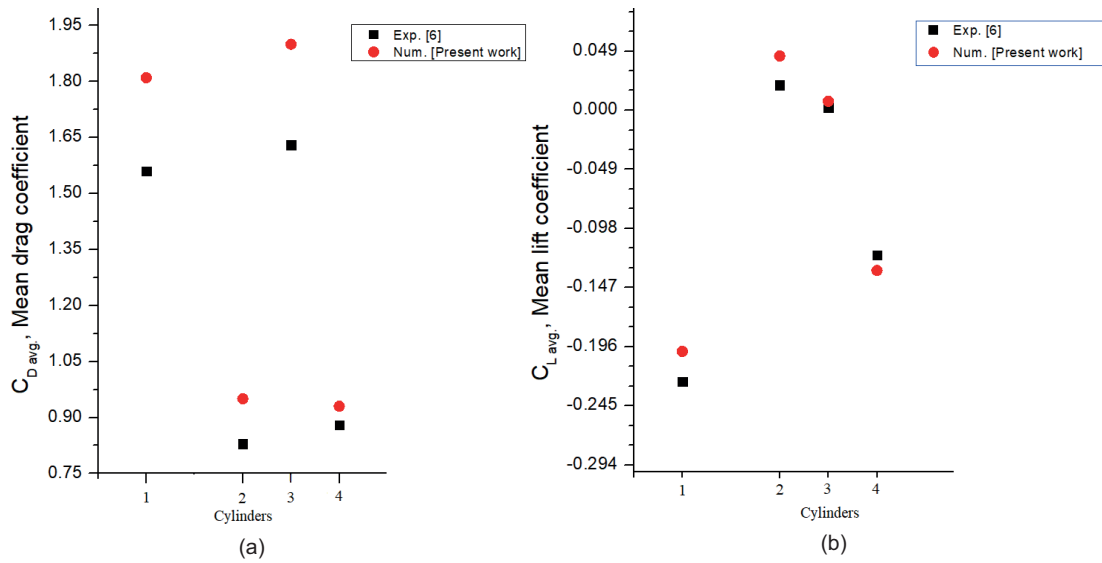 1.95
1.80
1.65
1.50
1.35
1.20
1.05
0.90
0.75
C D avg., Mean drag coefficient
Exp. [6]
Num. [Present work]
1 2 3 4
Cylinders
(a)
0.049
0.000
-0.049
-0.098
-0.147
-0.196
-0.245
-0.294
C L avg., Mean lift coefficient
Exp. [6]
Num. [Present work]
1 2 3 4
Cylinders
(b)